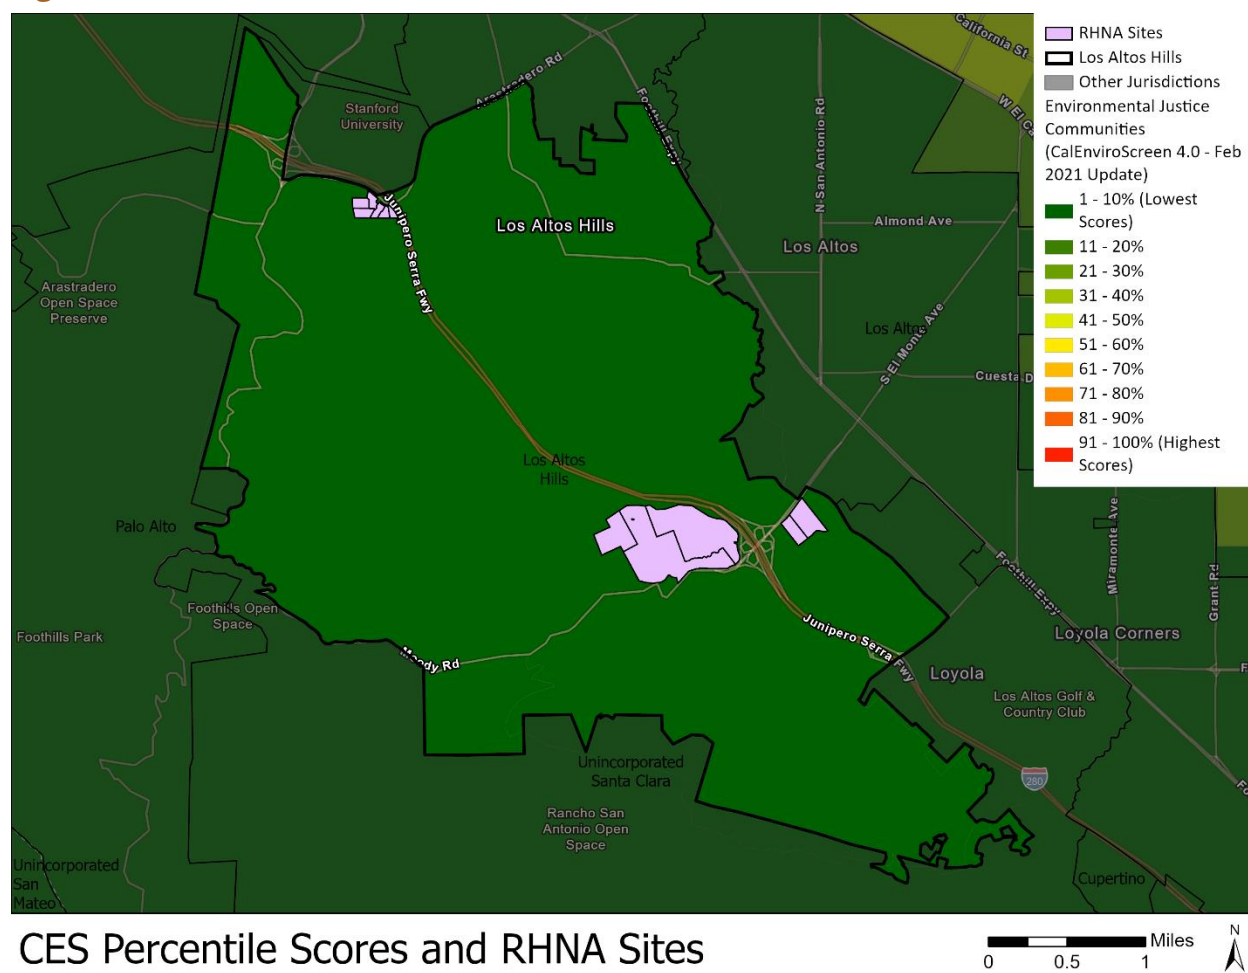 California St
W El Ca
Arastradero Rd
Foothill Expy
N San Antonio Rd
Stanford
University
Almond Ave
Junipero Serra Fwy
Los Altos Hills
Los Altos
Arastradero
Open Space
Preserve
Los Altos
S El Monte Ave
Cuesta D
Los Altos
Hills
Palo Alto
Miramonte Ave
Grant Rd
Foothill Expy
Foothills Open
Space
Foothills Park
Junipero Serra Fwy
Loyola Corners
Moody Rd
Loyola
F
Los Altos Golf &
Country Club
Unincorporated
Santa Clara
280
Fo
Rancho San
Antonio Open
Space
Unincorporated
San
Mateo
Cupertino
RHNA Sites
Los Altos Hills
Other Jurisdictions
Environmental Justice
Communities
(CalEnviroScreen 4.0 - Feb
2021 Update)
1 - 10% (Lowest
Scores)
11 - 20%
21 - 30%
31 - 40%
41 - 50%
51 - 60%
61 - 70%
71 - 80%
81 - 90%
91 - 100% (Highest
Scores)
CES Percentile Scores and RHNA Sites
Miles
0 0.5 1
N